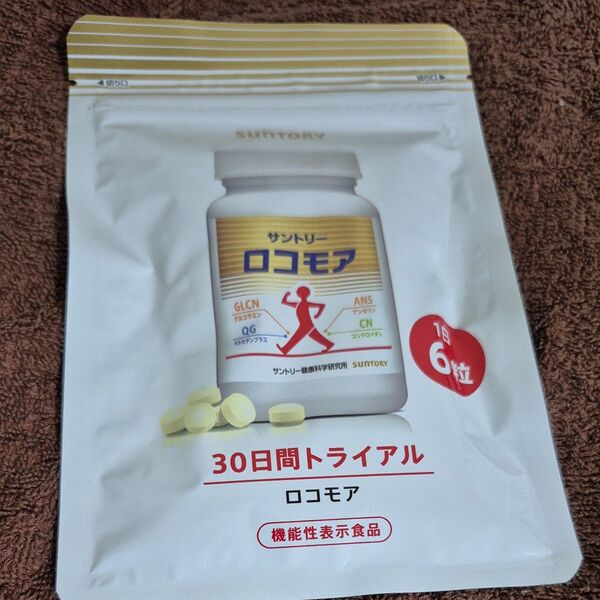 ◀切り口
切り口▶
SUNTORY
サントリー
ロコモア
GLCN
グルコサミン
ANS
アンセリン
QG
ケルセチンプラス
CN
コンドロイチン
サントリー健康科学研究所 SUNTORY
1日
6粒
30日間トライアル
ロコモア
機能性表示食品